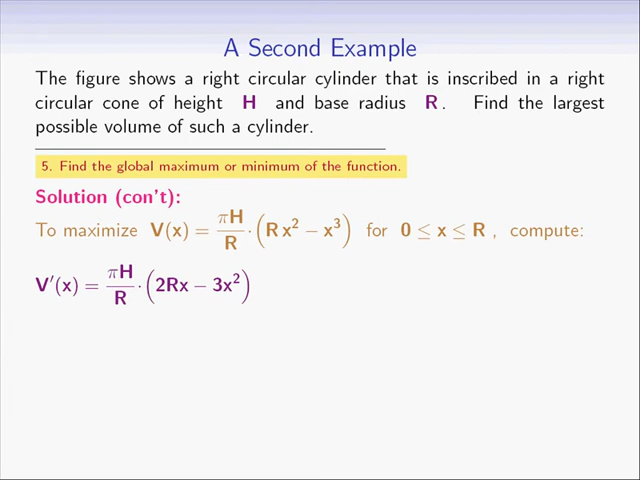 A Second Example
The figure shows a right circular cylinder that is inscribed in a right
circular cone of height H and base radius R. Find the largest
possible volume of such a cylinder.
5. Find the global maximum or minimum of the function.
Solution (con't):
To maximize V(x) = πH/R · (R x² − x³) for 0 ≤ x ≤ R , compute:
V′(x) = πH/R · (2Rx − 3x²)